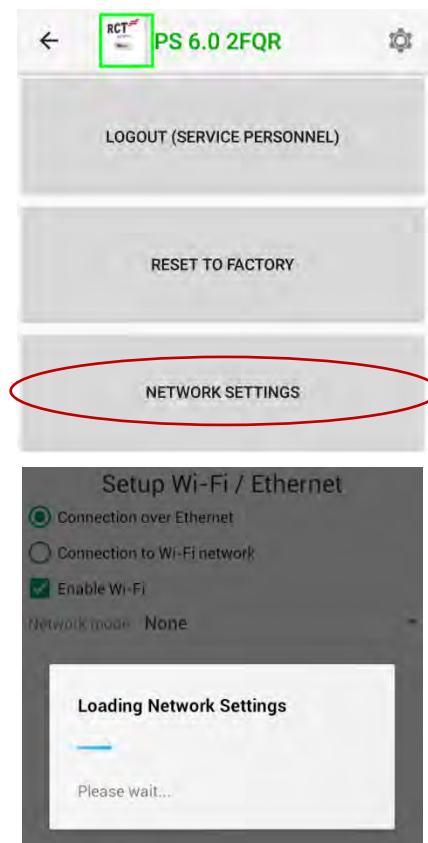 RCT
PS 6.0 2FQR
LOGOUT (SERVICE PERSONNEL)
RESET TO FACTORY
NETWORK SETTINGS
Setup Wi-Fi / Ethernet
Connection over Ethernet
Connection to Wi-Fi network
Enable Wi-Fi
Network mode None
Loading Network Settings
Please wait...